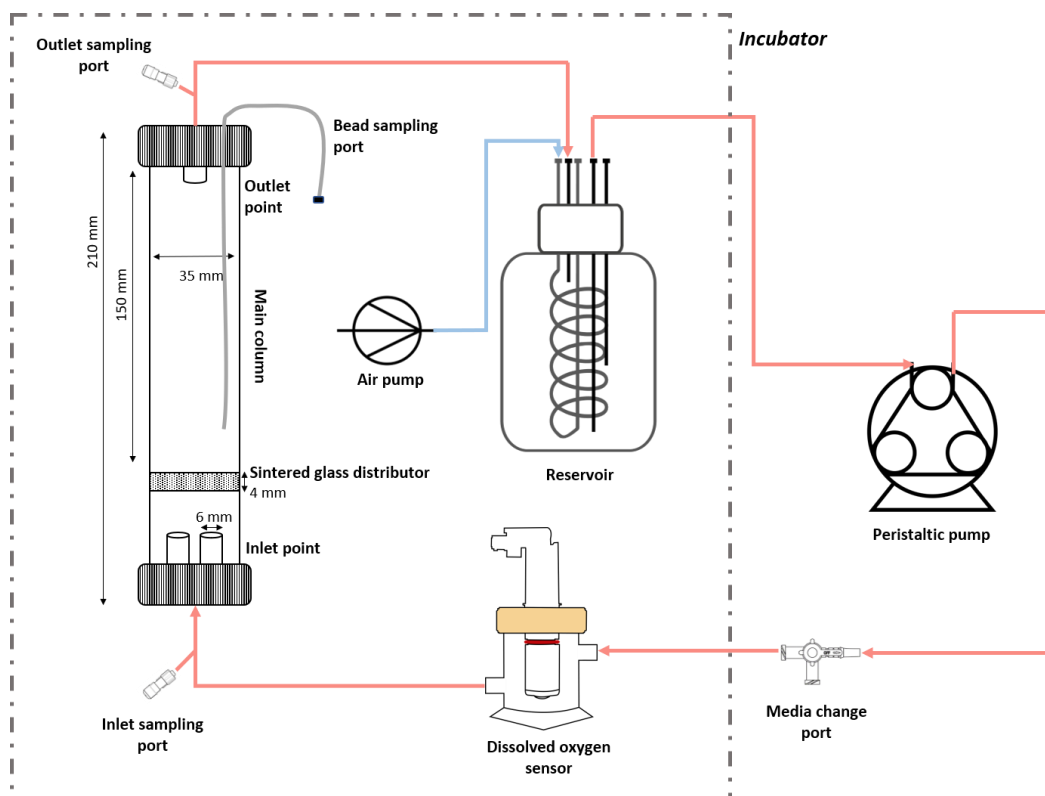 Incubator
Outlet sampling
port
Bead sampling
port
Outlet
point
210 mm
150 mm
35 mm
Main column
Air pump
Reservoir
Sintered glass distributor
4 mm
6 mm
Inlet point
Peristaltic pump
Inlet sampling
port
Dissolved oxygen
sensor
Media change
port